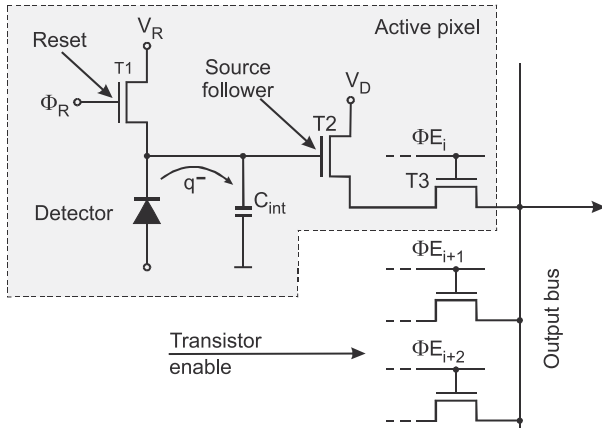 Reset
V_R
Active pixel
T1
Source
follower
V_D
Φ_R
T2
ΦE_i
q⁻
T3
Detector
C_int
ΦE_i+1
Output bus
Transistor
enable
ΦE_i+2